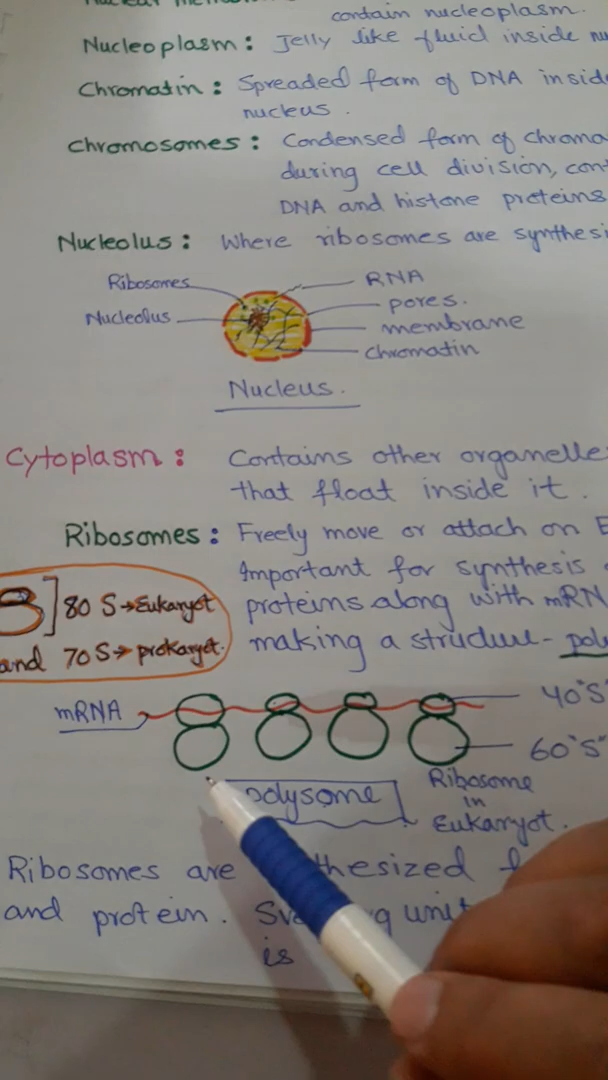 contain nucleoplasm.
Nucleoplasm: Jelly like fluid inside
Chromatin: Spreaded form of DNA insid
nucleus.
Chromosomes: Condensed form of chroma
during cell division, con
DNA and histone proteins
Nucleolus: Where ribosomes are synthesi
Ribosomes
RNA
pores.
Nucleolus
membrane
chromatin
Nucleus.
Cytoplasm: Contains other organelle
that float inside it.
Ribosomes: Freely move or attach on E
Important for synthesis
80 S→Eukaryot
proteins along with mRN
and 70S→prokaryot.
making a structure- pol
mRNA
40"S"
60"S"
polysome
Ribosome
in
Eukaryot.
Ribosomes are
and protein.
unit
is